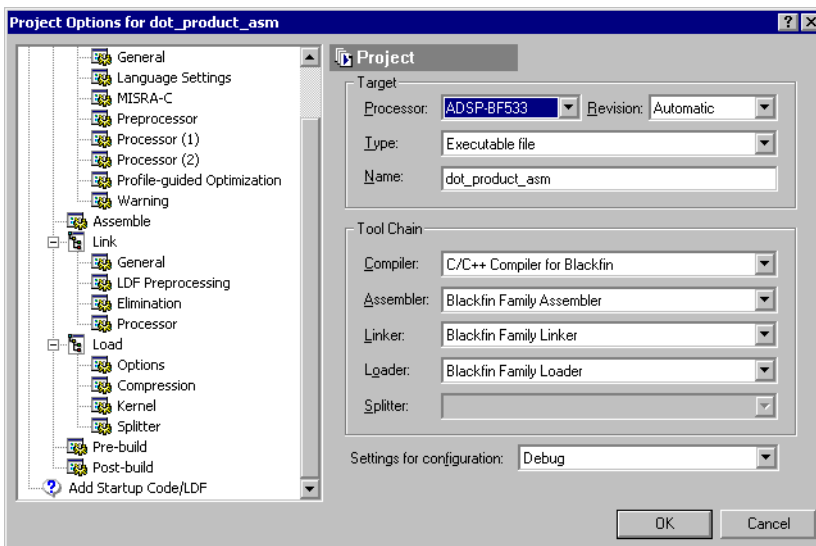 Project Options for dot_product_asm
General
Language Settings
MISRA-C
Preprocessor
Processor (1)
Processor (2)
Profile-guided Optimization
Warning
Assemble
Link
General
LDF Preprocessing
Elimination
Processor
Load
Options
Compression
Kernel
Splitter
Pre-build
Post-build
Add Startup Code/LDF
Project
Target
Processor: ADSP-BF533 Revision: Automatic
Type: Executable file
Name: dot_product_asm
Tool Chain
Compiler: C/C++ Compiler for Blackfin
Assembler: Blackfin Family Assembler
Linker: Blackfin Family Linker
Loader: Blackfin Family Loader
Splitter:
Settings for configuration: Debug
OK Cancel